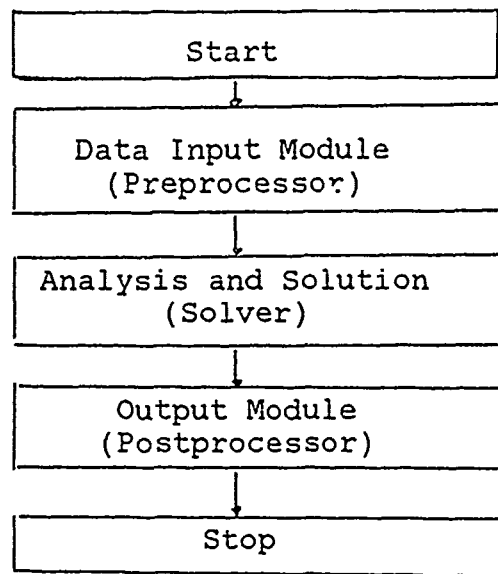 Start
Data Input Module
(Preprocessor)
Analysis and Solution
(Solver)
Output Module
(Postprocessor)
Stop